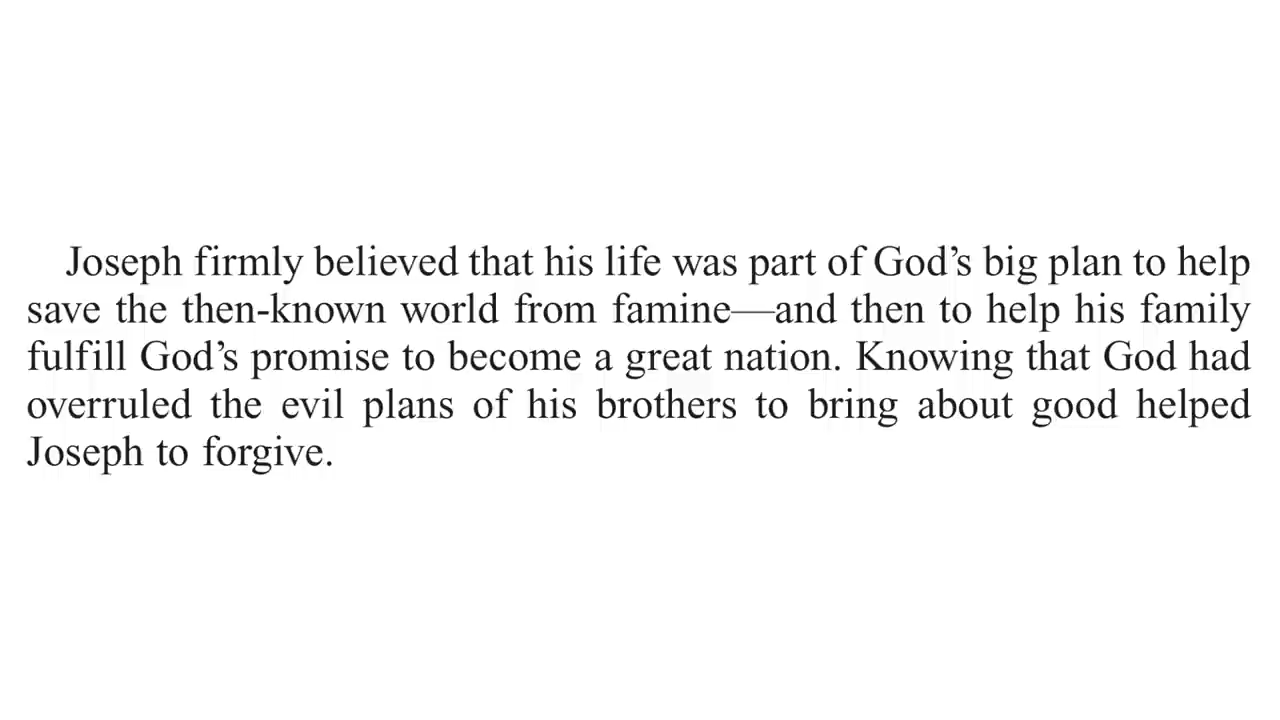 Joseph firmly believed that his life was part of God’s big plan to help
save the then-known world from famine—and then to help his family
fulfill God’s promise to become a great nation. Knowing that God had
overruled the evil plans of his brothers to bring about good helped
Joseph to forgive.